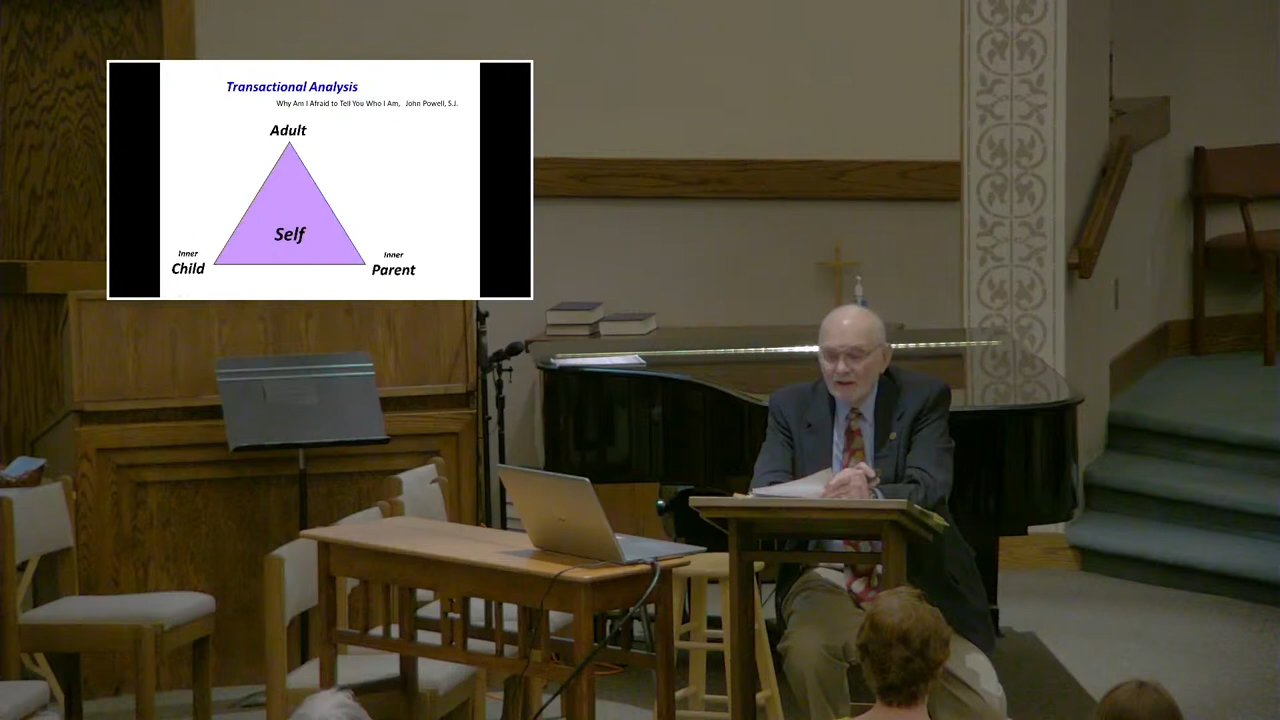 Transactional Analysis
Why Am I Afraid to Tell You Who I Am, John Powell, S.J.
Adult
Self
Inner
Child
Inner
Parent